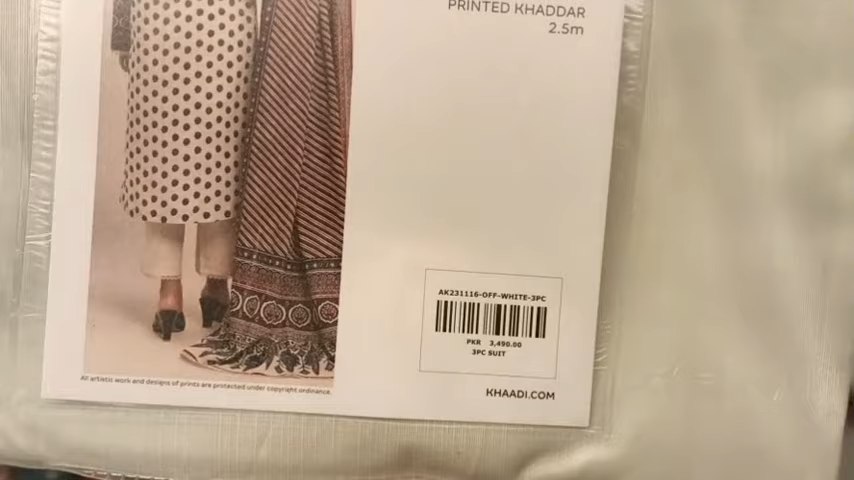 PRINTED KHADDAR
2.5m
AK231116-OFF-WHITE-3PC
PKR 3,490.00
3PC SUIT
KHAADI.COM
All artistic work and designs of prints are protected under copyright ordinance.